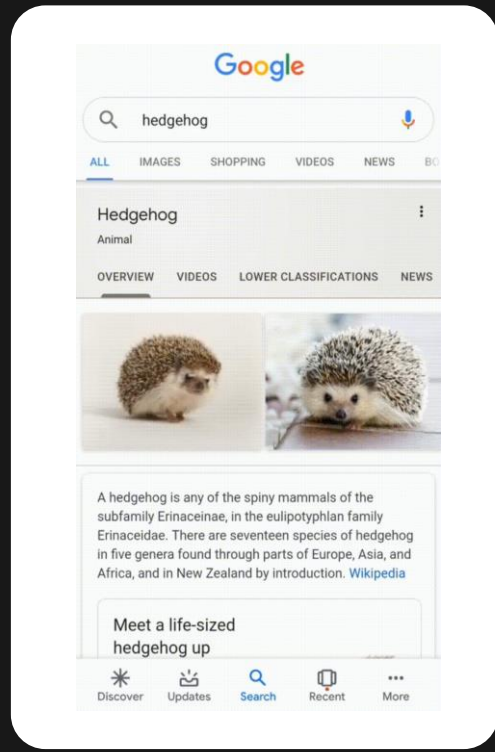 Google
hedgehog
ALL IMAGES SHOPPING VIDEOS NEWS BO
Hedgehog
Animal
OVERVIEW VIDEOS LOWER CLASSIFICATIONS NEWS
A hedgehog is any of the spiny mammals of the
subfamily Erinaceinae, in the eulipotyphlan family
Erinaceidae. There are seventeen species of hedgehog
in five genera found through parts of Europe, Asia, and
Africa, and in New Zealand by introduction. Wikipedia
Meet a life-sized
hedgehog up
Discover Updates Search Recent More